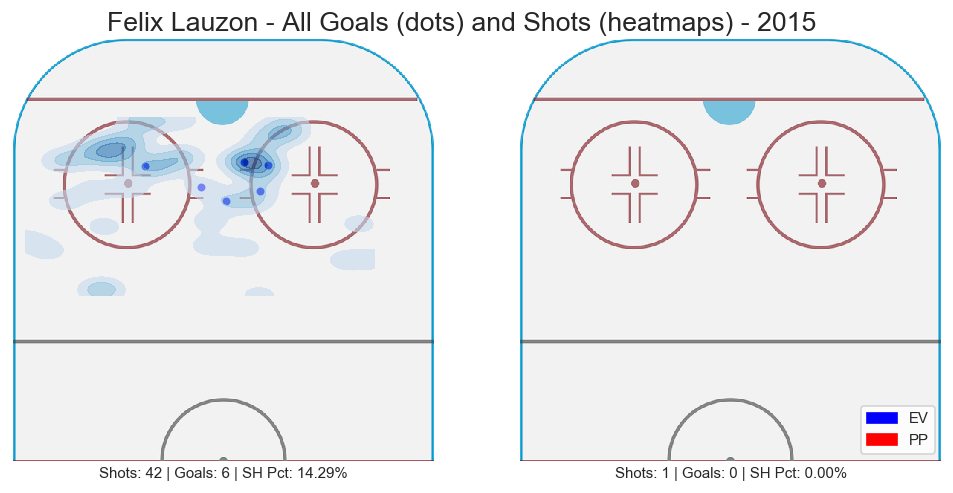 Felix Lauzon - All Goals (dots) and Shots (heatmaps) - 2015
EV
PP
Shots: 42 | Goals: 6 | SH Pct: 14.29%
Shots: 1 | Goals: 0 | SH Pct: 0.00%